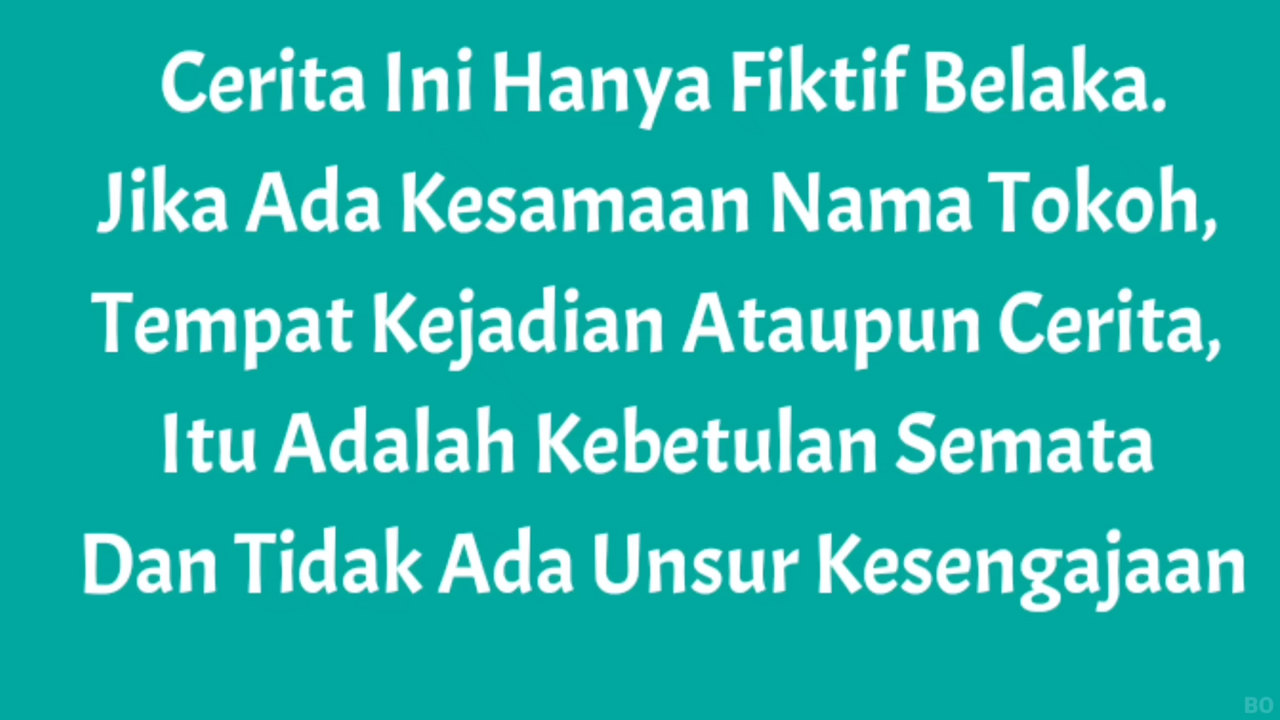 Cerita Ini Hanya Fiktif Belaka.
Jika Ada Kesamaan Nama Tokoh,
Tempat Kejadian Ataupun Cerita,
Itu Adalah Kebetulan Semata
Dan Tidak Ada Unsur Kesengajaan
BO